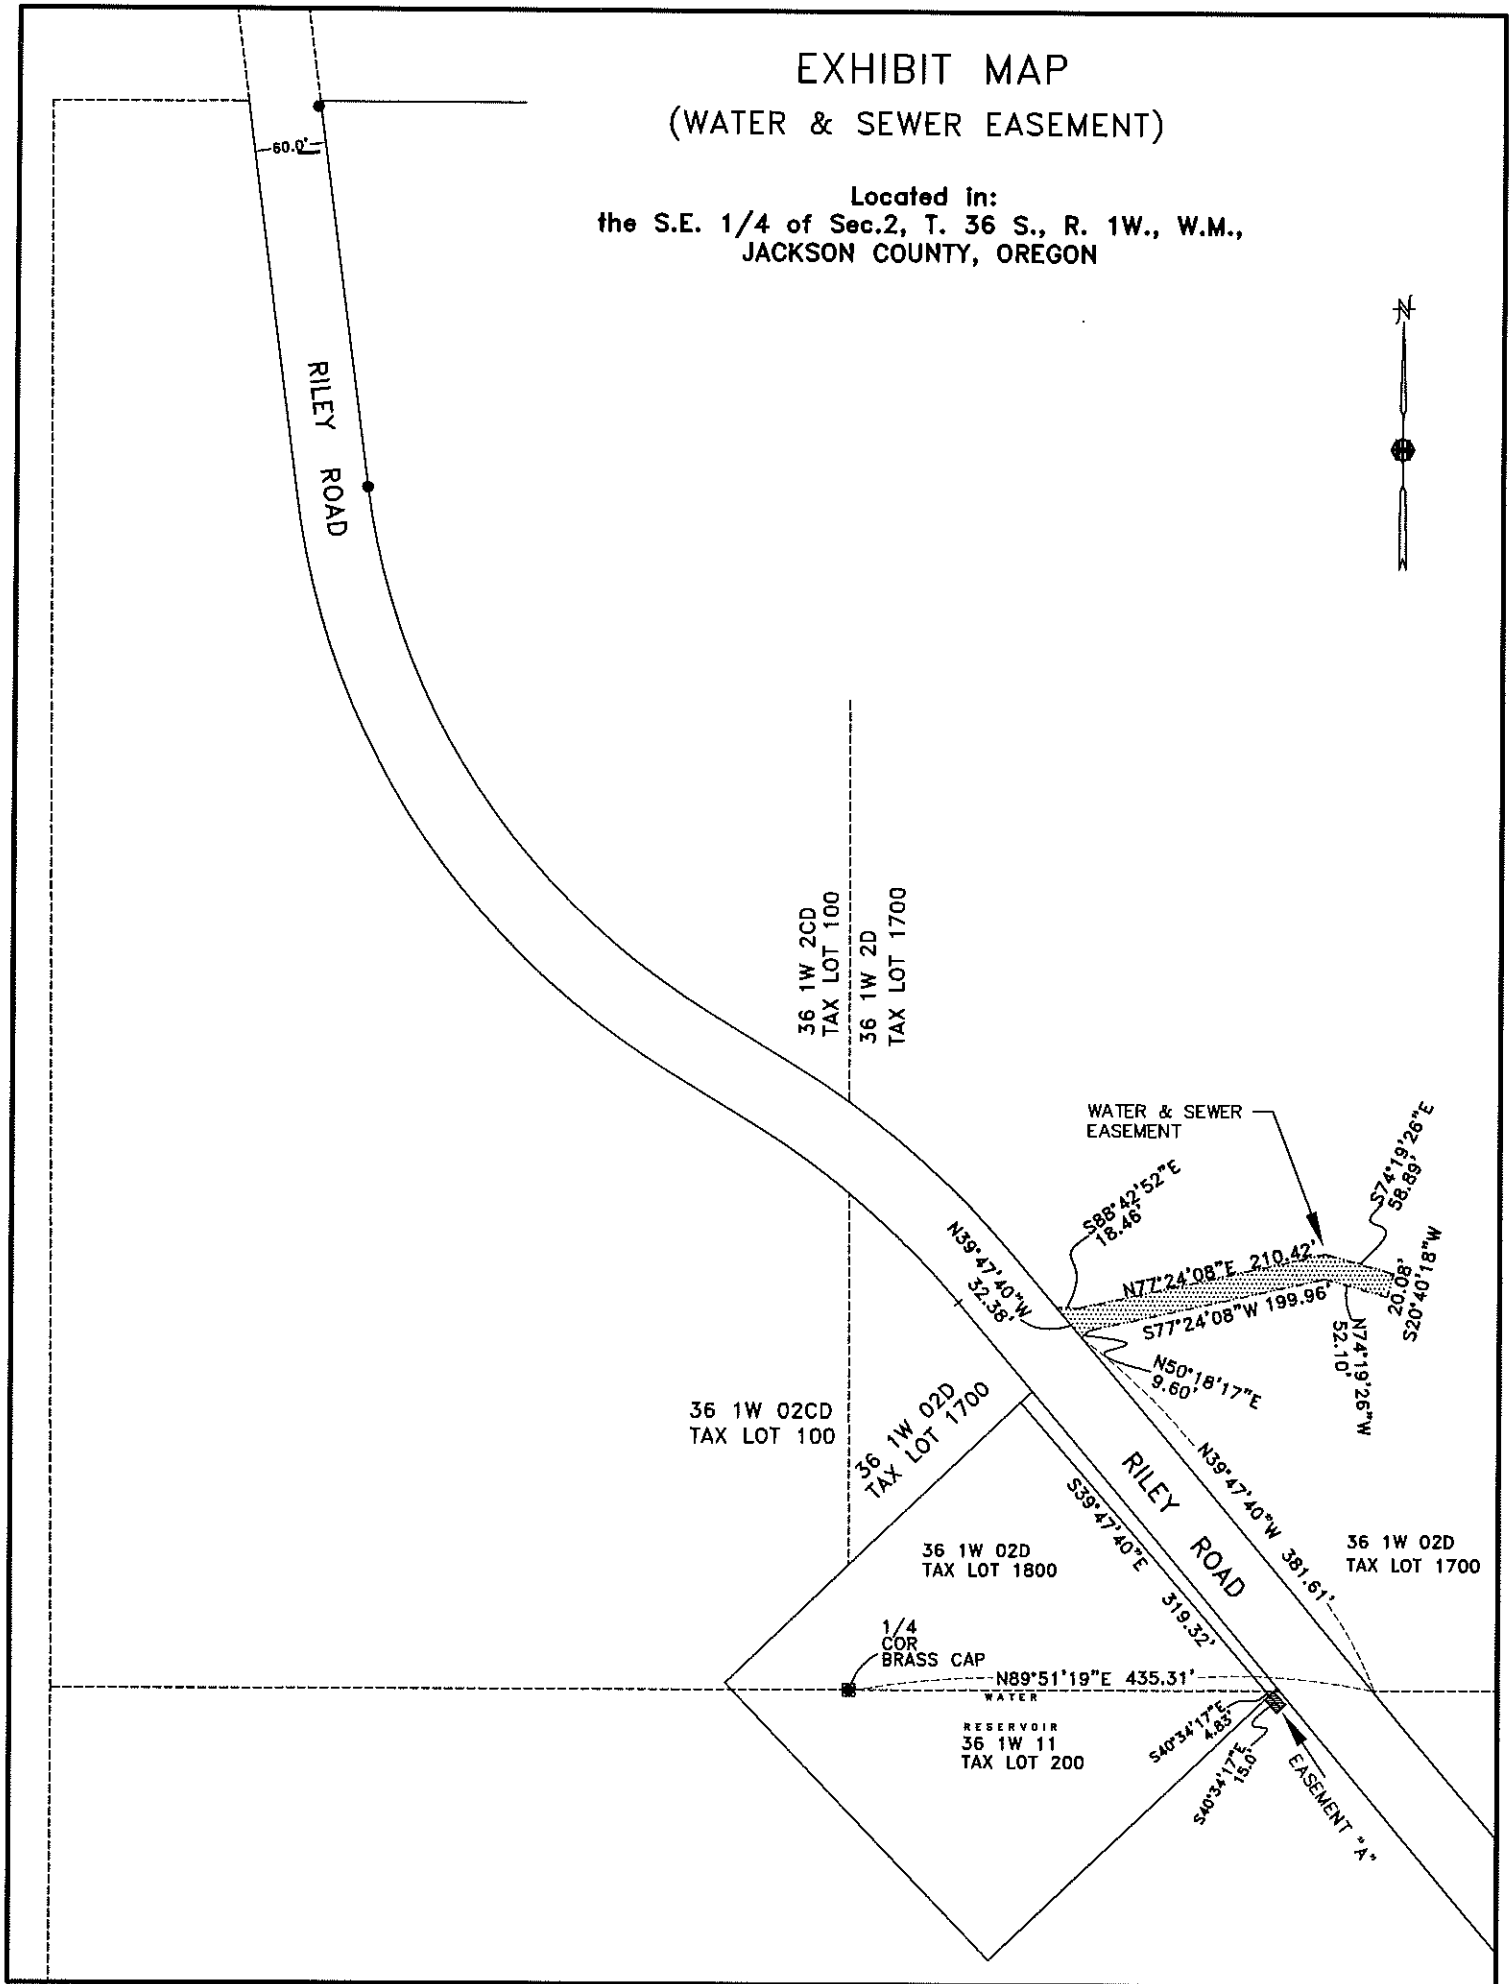 EXHIBIT MAP
(WATER & SEWER EASEMENT)
Located in:
the S.E. 1/4 of Sec.2, T. 36 S., R. 1W., W.M.,
JACKSON COUNTY, OREGON
60.0'
N
RILEY ROAD
36 1W 2CD
TAX LOT 100
36 1W 2D
TAX LOT 1700
WATER & SEWER
EASEMENT
S88°42'52"E
18.46'
S74°19'26"E
58.89'
N77°24'08"E 210.42'
S77°24'08"W 199.96'
20.08'
S20°40'18"W
N74°19'26"W
52.10'
N39°47'40"W
32.38'
N50°18'17"E
9.60'
36 1W 02CD
TAX LOT 100
36 1W 02D
TAX LOT 1700
RILEY ROAD
N39°47'40"W 381.61'
S39°47'40"E 319.32'
36 1W 02D
TAX LOT 1700
36 1W 02D
TAX LOT 1800
1/4
COR
BRASS CAP
N89°51'19"E 435.31'
WATER
RESERVOIR
36 1W 11
TAX LOT 200
S40°34'17"E
4.83'
S40°34'17"E
15.0'
EASEMENT "A"